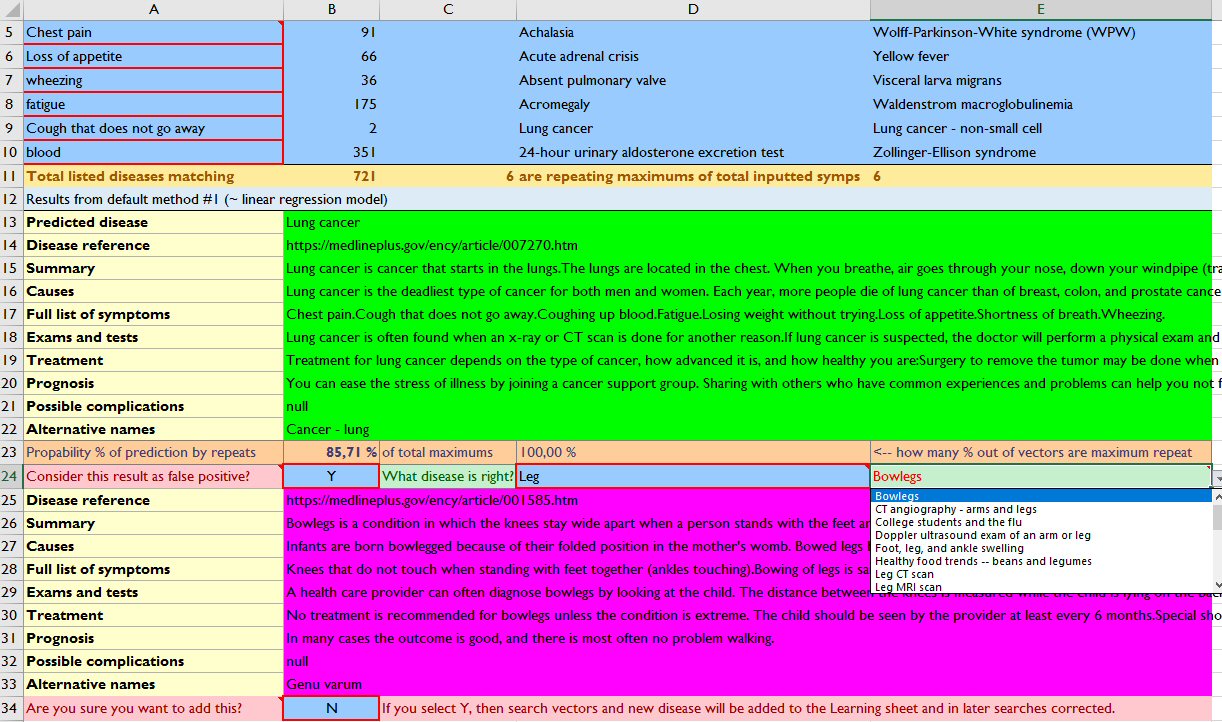 A B C D E
5 Chest pain 91 Achalasia Wolff-Parkinson-White syndrome (WPW)
6 Loss of appetite 66 Acute adrenal crisis Yellow fever
7 wheezing 36 Absent pulmonary valve Visceral larva migrans
8 fatigue 175 Acromegaly Waldenstrom macroglobulinemia
9 Cough that does not go away 2 Lung cancer Lung cancer - non-small cell
10 blood 351 24-hour urinary aldosterone excretion test Zollinger-Ellison syndrome
11 Total listed diseases matching 721 6 are repeating maximums of total inputted symps 6
12 Results from default method #1 (~ linear regression model)
13 Predicted disease Lung cancer
14 Disease reference https://medlineplus.gov/ency/article/007270.htm
15 Summary Lung cancer is cancer that starts in the lungs.The lungs are located in the chest. When you breathe, air goes through your nose, down your windpipe (tra
16 Causes Lung cancer is the deadliest type of cancer for both men and women. Each year, more people die of lung cancer than of breast, colon, and prostate cance
17 Full list of symptoms Chest pain.Cough that does not go away.Coughing up blood.Fatigue.Losing weight without trying.Loss of appetite.Shortness of breath.Wheezing.
18 Exams and tests Lung cancer is often found when an x-ray or CT scan is done for another reason.If lung cancer is suspected, the doctor will perform a physical exam and
19 Treatment Treatment for lung cancer depends on the type of cancer, how advanced it is, and how healthy you are:Surgery to remove the tumor may be done when
20 Prognosis You can ease the stress of illness by joining a cancer support group. Sharing with others who have common experiences and problems can help you not f
21 Possible complications null
22 Alternative names Cancer - lung
23 Propability % of prediction by repeats 85,71 % of total maximums 100,00 % <-- how many % out of vectors are maximum repeat
24 Consider this result as false positive? Y What disease is right? Leg Bowlegs
25 Disease reference https://medlineplus.gov/ency/article/001585.htm
26 Summary Bowlegs is a condition in which the knees stay wide apart when a person stands with the feet an
27 Causes Infants are born bowlegged because of their folded position in the mother's womb. Bowed legs
28 Full list of symptoms Knees that do not touch when standing with feet together (ankles touching).Bowing of legs is sa
29 Exams and tests A health care provider can often diagnose bowlegs by looking at the child. The distance between the knees is measured while the child is lying on the back
30 Treatment No treatment is recommended for bowlegs unless the condition is extreme. The child should be seen by the provider at least every 6 months.Special sho
31 Prognosis In many cases the outcome is good, and there is most often no problem walking.
32 Possible complications null
33 Alternative names Genu varum
34 Are you sure you want to add this? N If you select Y, then search vectors and new disease will be added to the Learning sheet and in later searches corrected.
Bowlegs
CT angiography - arms and legs
College students and the flu
Doppler ultrasound exam of an arm or leg
Foot, leg, and ankle swelling
Healthy food trends -- beans and legumes
Leg CT scan
Leg MRI scan